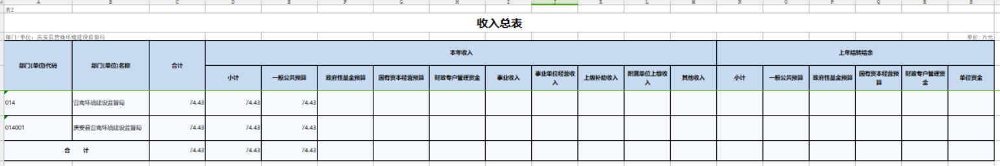 A B C D E F G H I J K L M N O P Q R S
表2
收入总表
部门/单位：庆安县营商环境建设监督局 单位：万元
部门(单位)代码 部门(单位)名称 合计 本年收入 上年结转结余
小计 一般公共预算 政府性基金预算 国有资本经营预算 财政专户管理资金 事业收入 事业单位经营收入 上级补助收入 附属单位上缴收入 其他收入 小计 一般公共预算 政府性基金预算 国有资本经营预算 财政专户管理资金 单位资金
014 营商环境建设监督局 74.43 74.43 74.43
014001 庆安县营商环境建设监督局 74.43 74.43 74.43
合 计 74.43 74.43 74.43